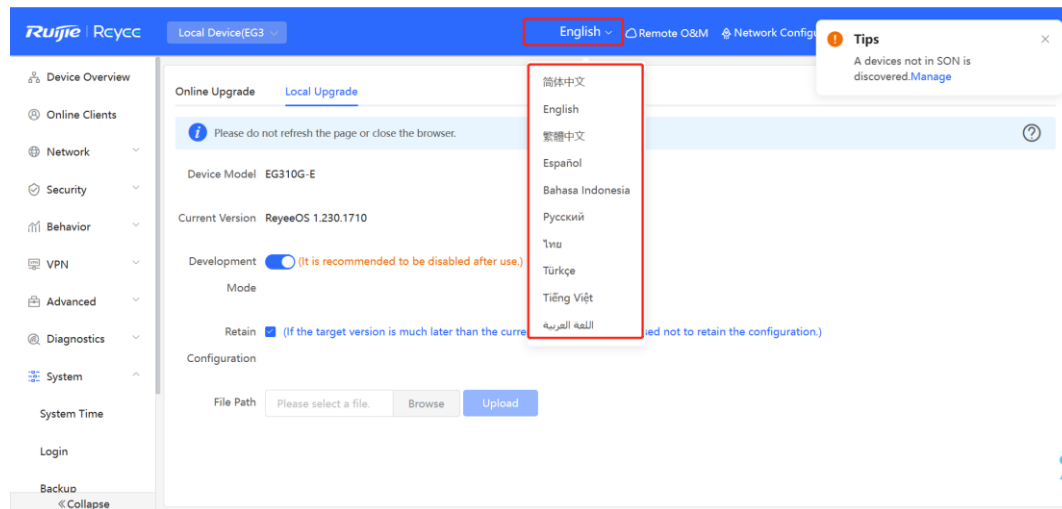 Ruijie | Rcycc
Local Device(EG3
English
Remote O&M
Network Configu
Tips
A devices not in SON is
discovered.Manage
Device Overview
Online Clients
Network
Security
Behavior
VPN
Advanced
Diagnostics
System
System Time
Login
Backup
Collapse
Online Upgrade
Local Upgrade
Please do not refresh the page or close the browser.
Device Model EG310G-E
Current Version ReyeeOS 1.230.1710
Development (It is recommended to be disabled after use.)
Mode
Retain (If the target version is much later than the curre sed not to retain the configuration.)
Configuration
File Path Please select a file. Browse Upload
简体中文
English
繁體中文
Español
Bahasa Indonesia
Русский
ไทย
Türkçe
Tiếng Việt
اللغة العربية